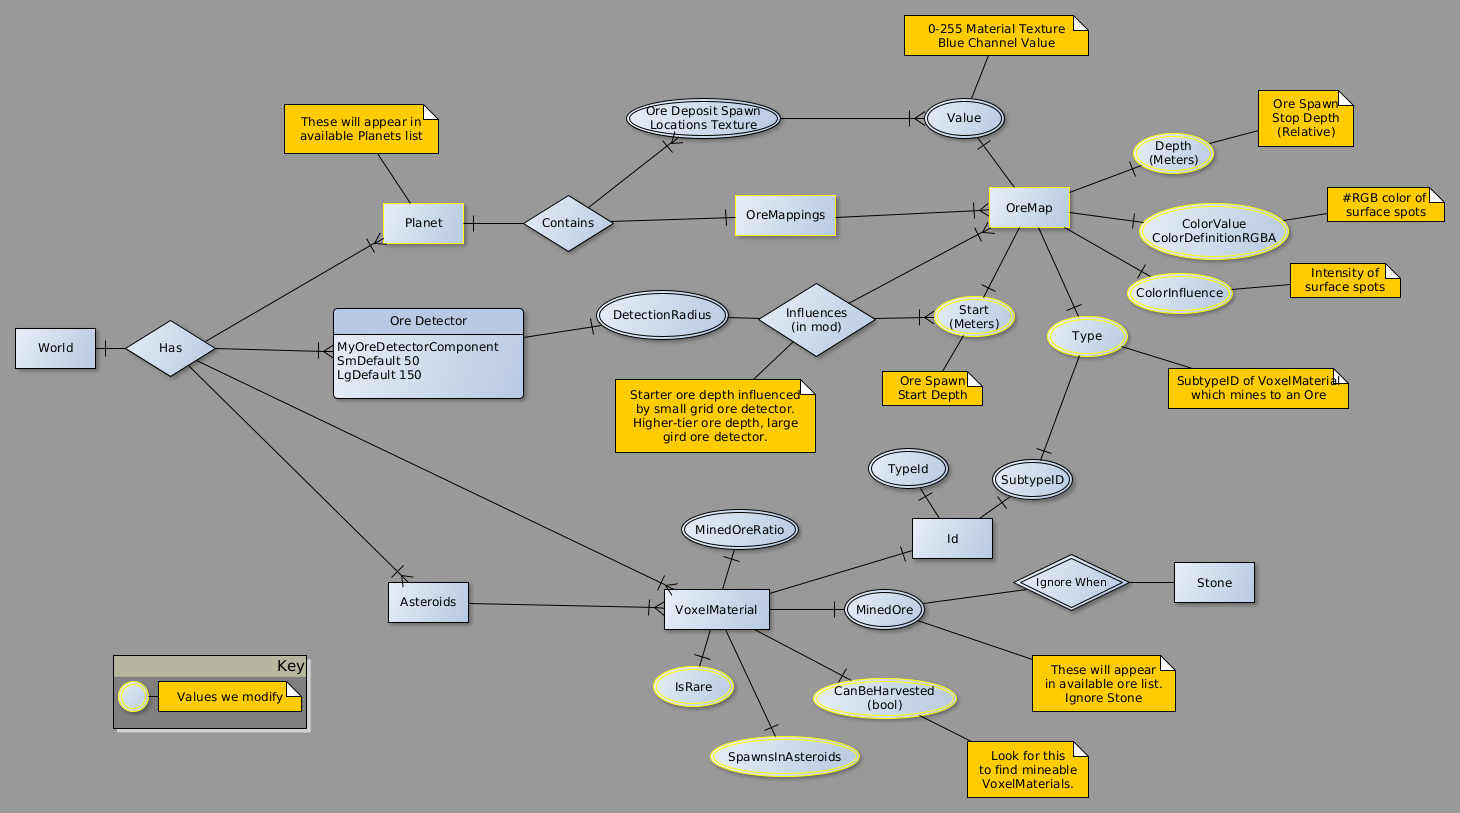 0-255 Material Texture
Blue Channel Value
These will appear in
available Planets list
Ore Deposit Spawn
Locations Texture
Value
Ore Spawn
Stop Depth
(Relative)
Depth
(Meters)
Planet
Contains
OreMappings
OreMap
#RGB color of
surface spots
ColorValue
ColorDefinitionRGBA
Intensity of
surface spots
ColorInfluence
World
Has
Ore Detector
MyOreDetectorComponent
SmDefault 50
LgDefault 150
DetectionRadius
Influences
(in mod)
Start
(Meters)
Type
Starter ore depth influenced
by small grid ore detector.
Higher-tier ore depth, large
gird ore detector.
Ore Spawn
Start Depth
SubtypeID of VoxelMaterial
which mines to an Ore
TypeId
SubtypeID
MinedOreRatio
Id
Asteroids
VoxelMaterial
MinedOre
Ignore When
Stone
IsRare
CanBeHarvested
(bool)
SpawnsInAsteroids
These will appear
in available ore list.
Ignore Stone
Look for this
to find mineable
VoxelMaterials.
Key
Values we modify